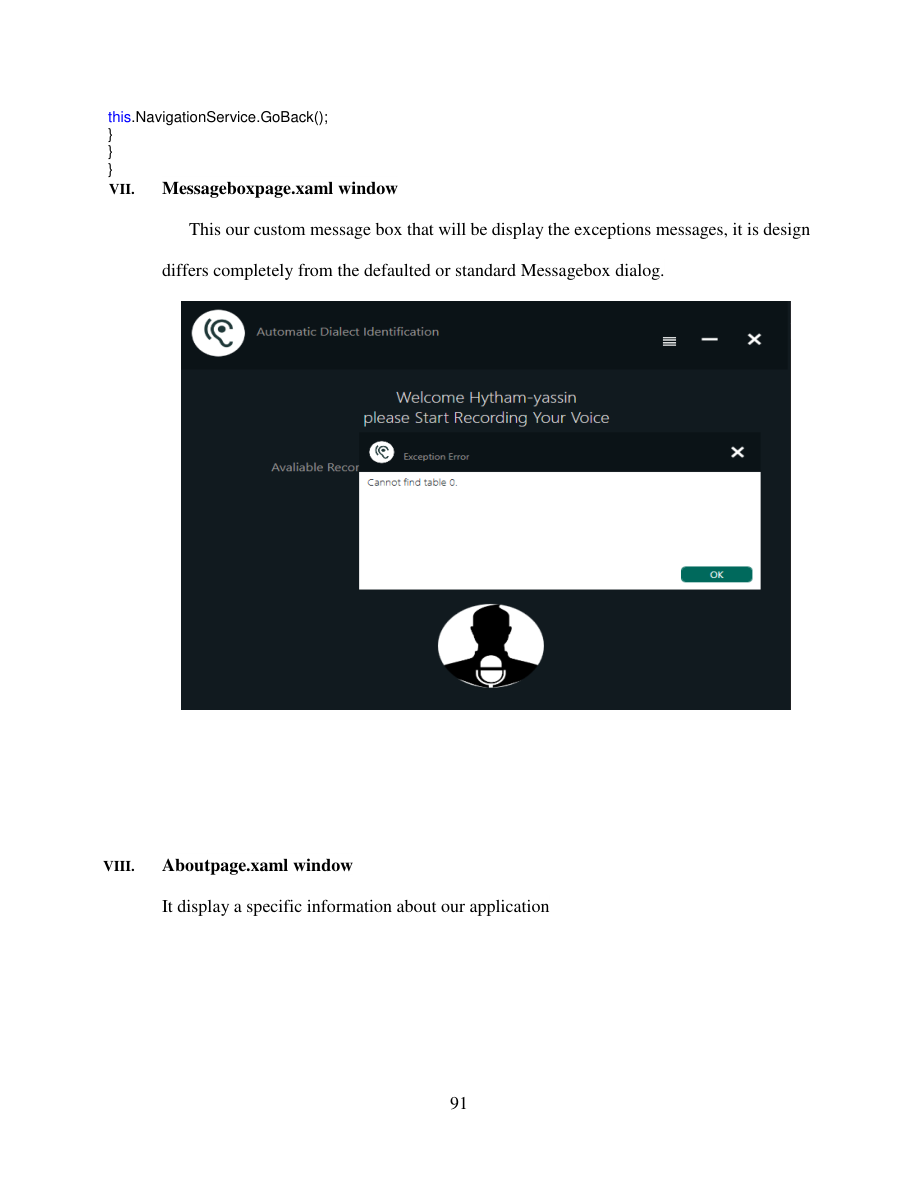 this.NavigationService.GoBack();
}
}
}
VII. Messageboxpage.xaml window
This our custom message box that will be display the exceptions messages, it is design
differs completely from the defaulted or standard Messagebox dialog.
Automatic Dialect Identification
Welcome Hytham-yassin
please Start Recording Your Voice
Exception Error
Avaliable Recor
Cannot find table 0.
OK
VIII. Aboutpage.xaml window
It display a specific information about our application
91